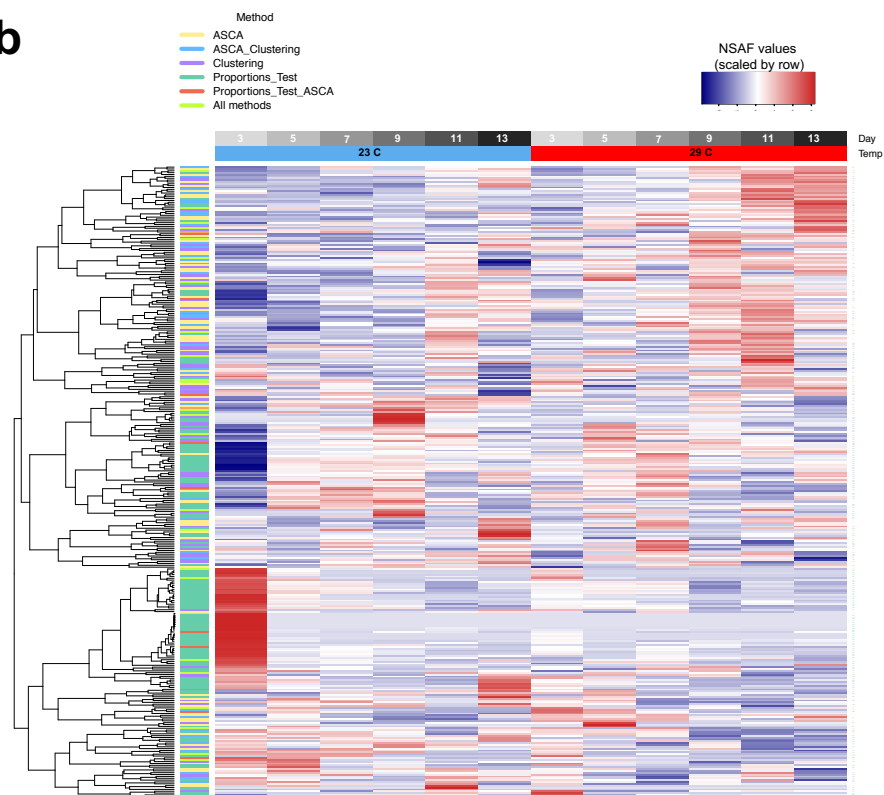 b
Method
ASCA
ASCA_Clustering
Clustering
Proportions_Test
Proportions_Test_ASCA
All methods
NSAF values
(scaled by row)
3 5 7 9 11 13 3 5 7 9 11 13 Day
23 C 29 C Temp